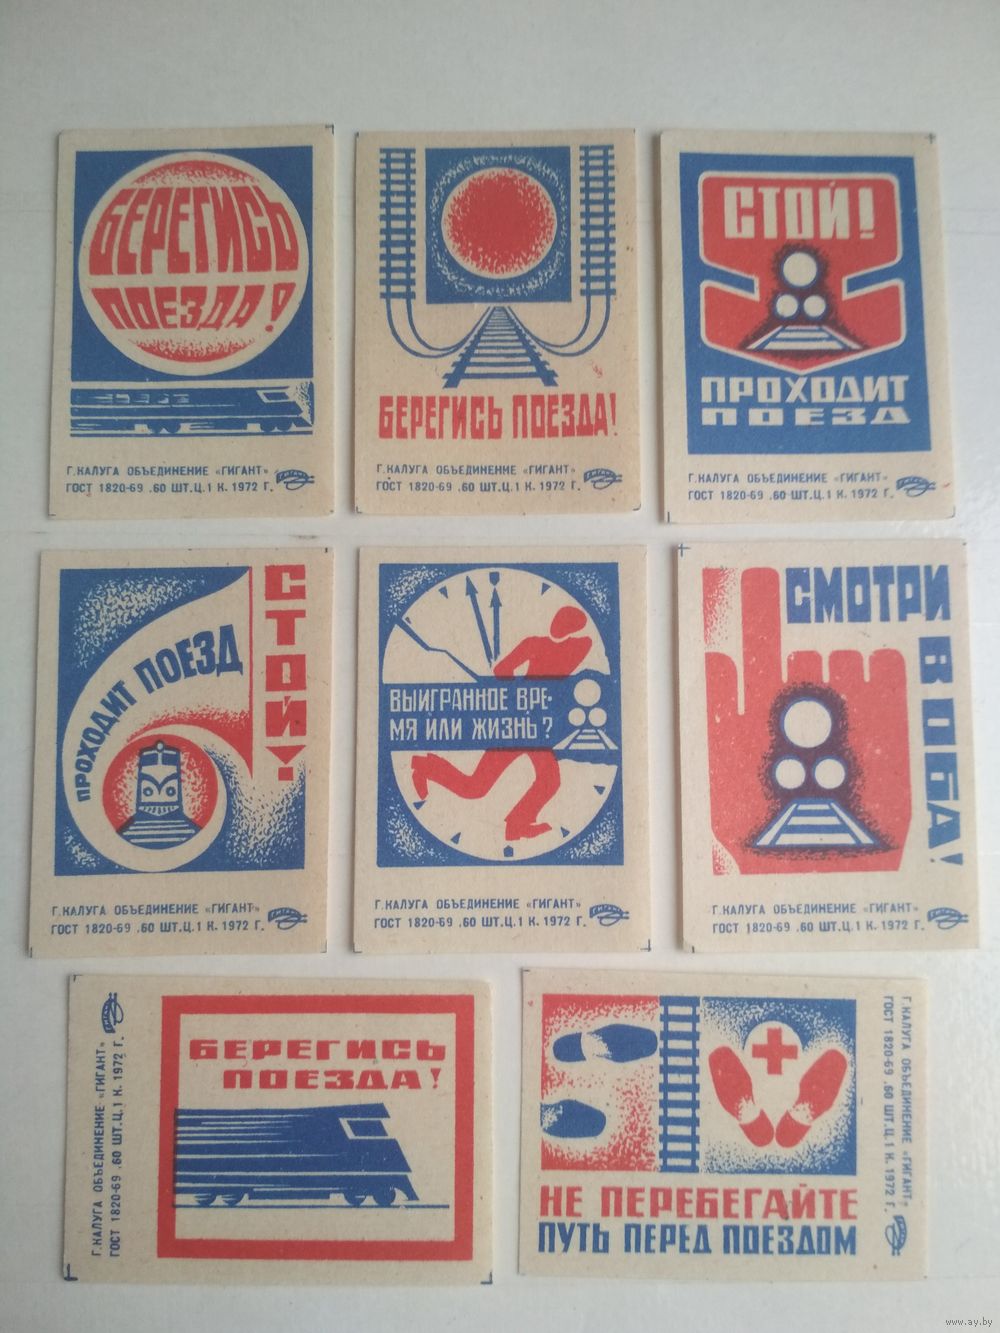 БЕРЕГИСЬ
ПОЕЗДА!
Г. КАЛУГА ОБЪЕДИНЕНИЕ «ГИГАНТ»
ГОСТ 1820-69 .60 ШТ.Ц.1 К. 1972 Г.
БЕРЕГИСЬ ПОЕЗДА!
Г. КАЛУГА ОБЪЕДИНЕНИЕ «ГИГАНТ»
ГОСТ 1820-69 .60 ШТ.Ц.1 К. 1972 Г.
СТОЙ!
ПРОХОДИТ
ПОЕЗД
Г. КАЛУГА ОБЪЕДИНЕНИЕ «ГИГАНТ»
ГОСТ 1820-69 .60 ШТ.Ц.1 К. 1972 Г.
ПРОХОДИТ ПОЕЗД
СТОЙ!
Г. КАЛУГА ОБЪЕДИНЕНИЕ «ГИГАНТ»
ГОСТ 1820-69 .60 ШТ.Ц.1 К. 1972 Г.
ВЫИГРАННОЕ ВРЕ-
МЯ ИЛИ ЖИЗНЬ?
Г. КАЛУГА ОБЪЕДИНЕНИЕ «ГИГАНТ»
ГОСТ 1820-69 .60 ШТ.Ц.1 К. 1972 Г.
СМОТРИ
В ОБА!
Г. КАЛУГА ОБЪЕДИНЕНИЕ «ГИГАНТ»
ГОСТ 1820-69 .60 ШТ.Ц.1 К. 1972 Г.
БЕРЕГИСЬ
ПОЕЗДА!
Г. КАЛУГА ОБЪЕДИНЕНИЕ «ГИГАНТ»
ГОСТ 1820-69 .60 ШТ.Ц.1 К. 1972 Г.
НЕ ПЕРЕБЕГАЙТЕ
ПУТЬ ПЕРЕД ПОЕЗДОМ
Г. КАЛУГА ОБЪЕДИНЕНИЕ «ГИГАНТ»
ГОСТ 1820-69 .60 ШТ.Ц.1 К. 1972 Г.
www.ay.by